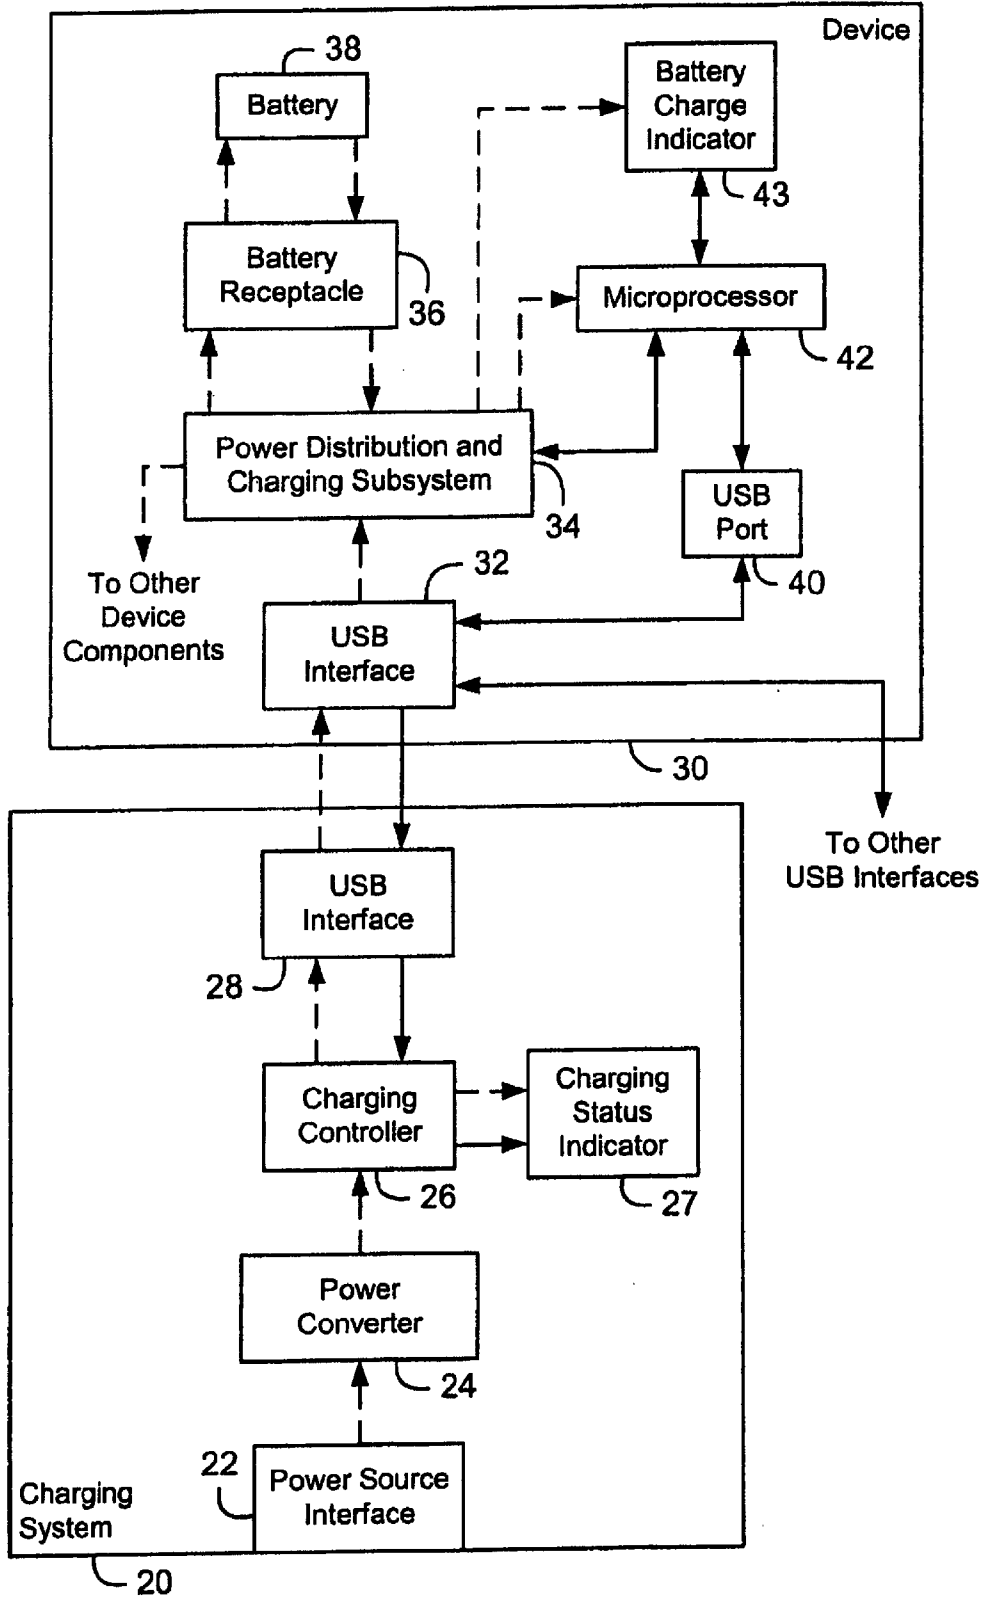 Device
38
Battery
Battery
Charge
Indicator
43
Battery
Receptacle
36
Microprocessor
42
Power Distribution and
Charging Subsystem
34
USB
Port
40
To Other
Device
Components
32
USB
Interface
30
To Other
USB Interfaces
USB
Interface
28
Charging
Controller
26
Charging
Status
Indicator
27
Power
Converter
24
22
Power Source
Interface
Charging
System
20